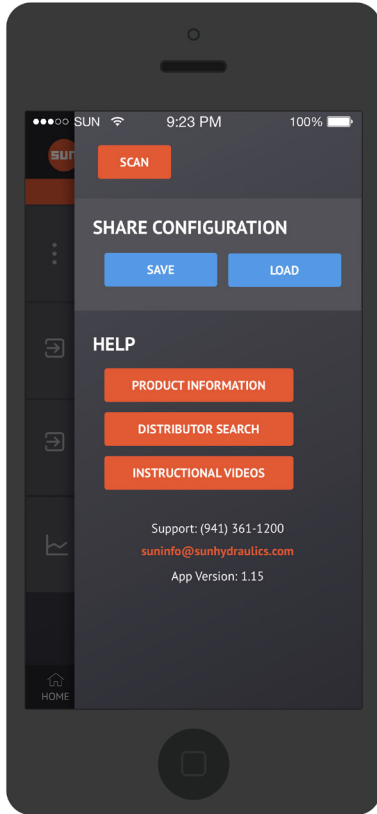 SUN 9:23 PM 100%
sun
SCAN
SHARE CONFIGURATION
SAVE LOAD
HELP
PRODUCT INFORMATION
DISTRIBUTOR SEARCH
INSTRUCTIONAL VIDEOS
Support: (941) 361-1200
suninfo@sunhydraulics.com
App Version: 1.15
HOME